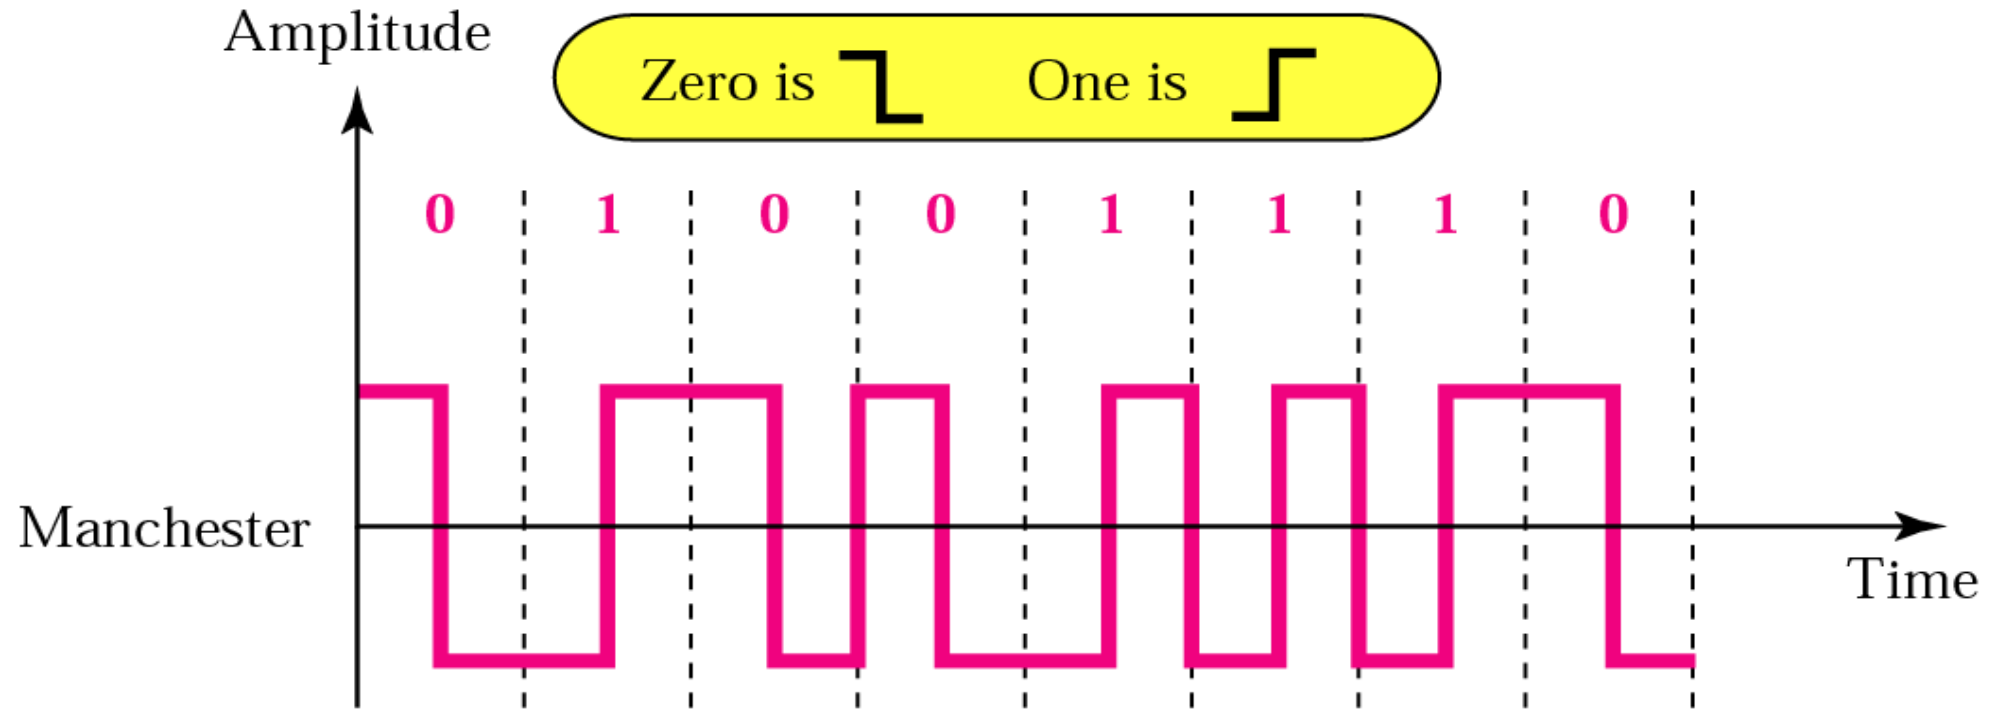 Amplitude
Zero is One is
0 1 0 0 1 1 1 0
Manchester
Time